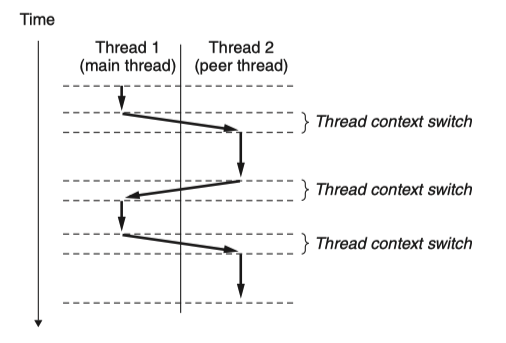 Time
Thread 1
(main thread)
Thread 2
(peer thread)
Thread context switch
Thread context switch
Thread context switch